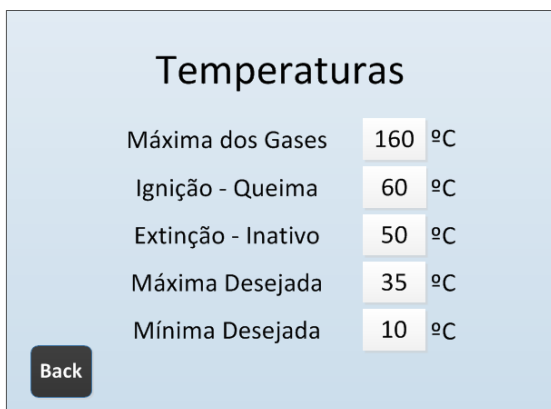 Temperaturas
Máxima dos Gases 160 ºC
Ignição - Queima 60 ºC
Extinção - Inativo 50 ºC
Máxima Desejada 35 ºC
Mínima Desejada 10 ºC
Back